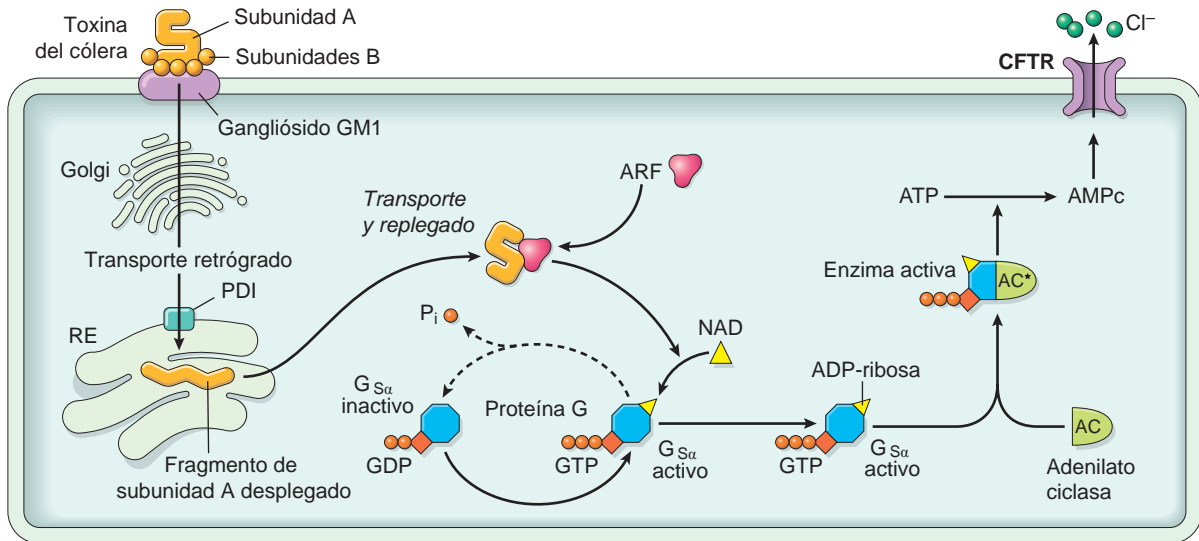 Toxina
del cólera
Subunidad A
Subunidades B
Gangliósido GM1
Golgi
Transporte retrógrado
PDI
RE
Fragmento de
subunidad A desplegado
Transporte
y replegado
ARF
Pi
NAD
GSα
inactivo
Proteína G
GDP
GTP
GSα
activo
ADP-ribosa
GTP
GSα
activo
Enzima activa
AC*
AC
Adenilato
ciclasa
ATP
AMPc
CFTR
Cl–